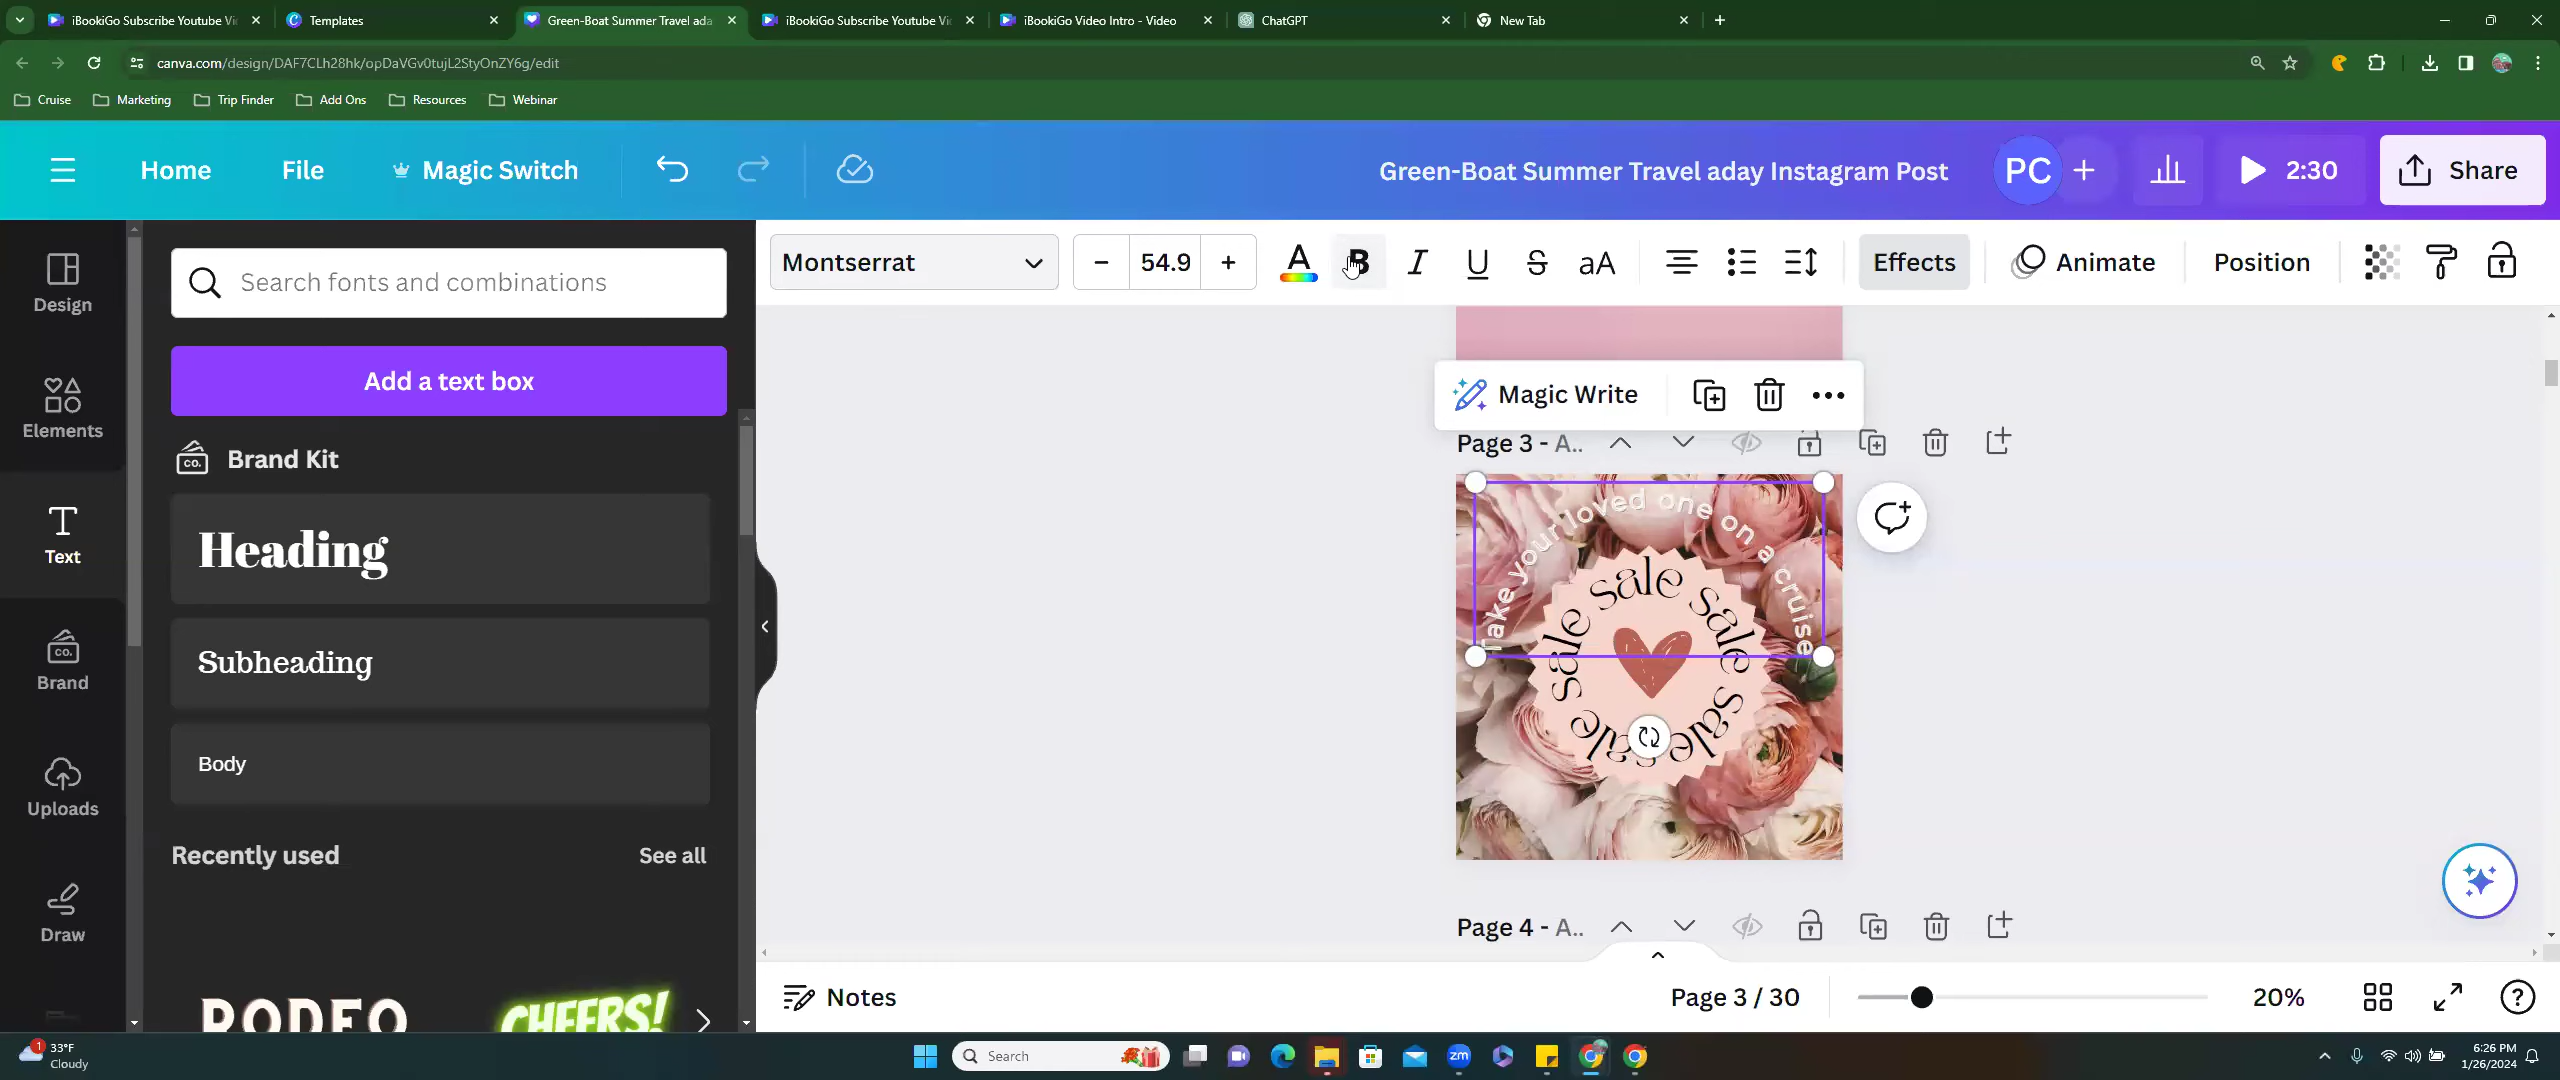 iBookiGo Subscribe Youtube Vi
Templates
Green-Boat Summer Travel ada
iBookiGo Subscribe Youtube Vi
iBookiGo Video Intro - Video
ChatGPT
New Tab
canva.com/design/DAF7CLh28hk/opDaVGv0tujL2StyOnZY6g/edit
Cruise
Marketing
Trip Finder
Add Ons
Resources
Webinar
Home
File
Magic Switch
Green-Boat Summer Travel aday Instagram Post
PC
2:30
Share
Montserrat
54.9
Effects
Animate
Position
Design
Elements
Text
Brand
Uploads
Draw
Search fonts and combinations
Add a text box
Brand Kit
Heading
Subheading
Body
Recently used
See all
RODEO
CHEERS!
Magic Write
Page 3 - A..
Take your loved one on a cruise
sale sale sale sale sale sale
Page 4 - A..
Notes
Page 3 / 30
20%
1
33°F
Cloudy
Search
6:26 PM
1/26/2024